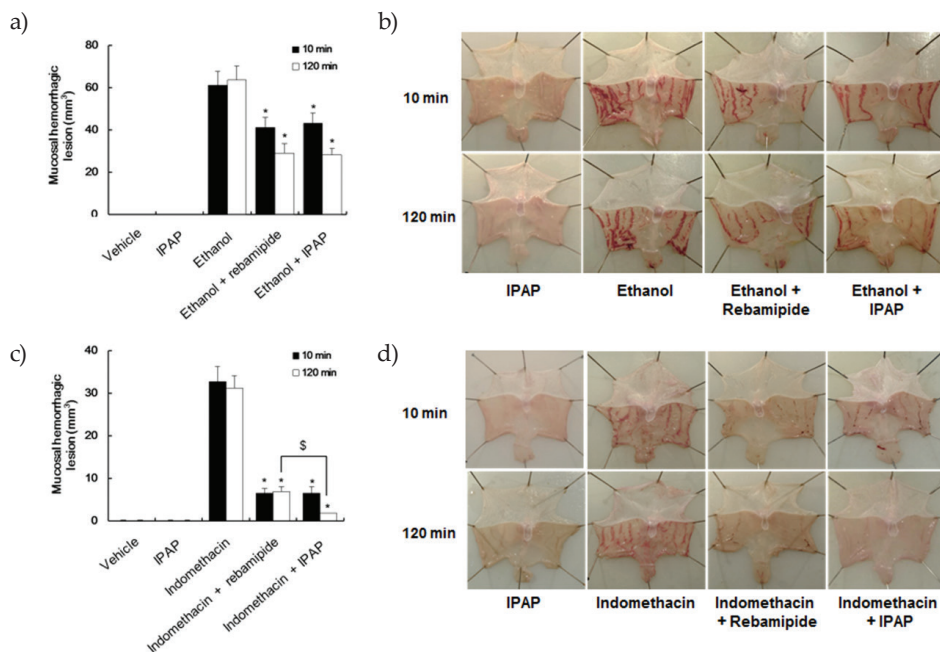 a)
Mucosal hemorrhagic
lesion (mm³)
80
60
40
20
0
10 min
120 min
*
*
*
*
Vehicle
IPAP
Ethanol
Ethanol + rebamipide
Ethanol + IPAP
b)
10 min
120 min
IPAP
Ethanol
Ethanol +
Rebamipide
Ethanol +
IPAP
c)
Mucosal hemorrhagic
lesion (mm³)
40
30
20
10
0
10 min
120 min
$
*
*
*
*
Vehicle
IPAP
Indomethacin
Indomethacin + rebamipide
Indomethacin + IPAP
d)
10 min
120 min
IPAP
Indomethacin
Indomethacin
+ Rebamipide
Indomethacin
+ IPAP